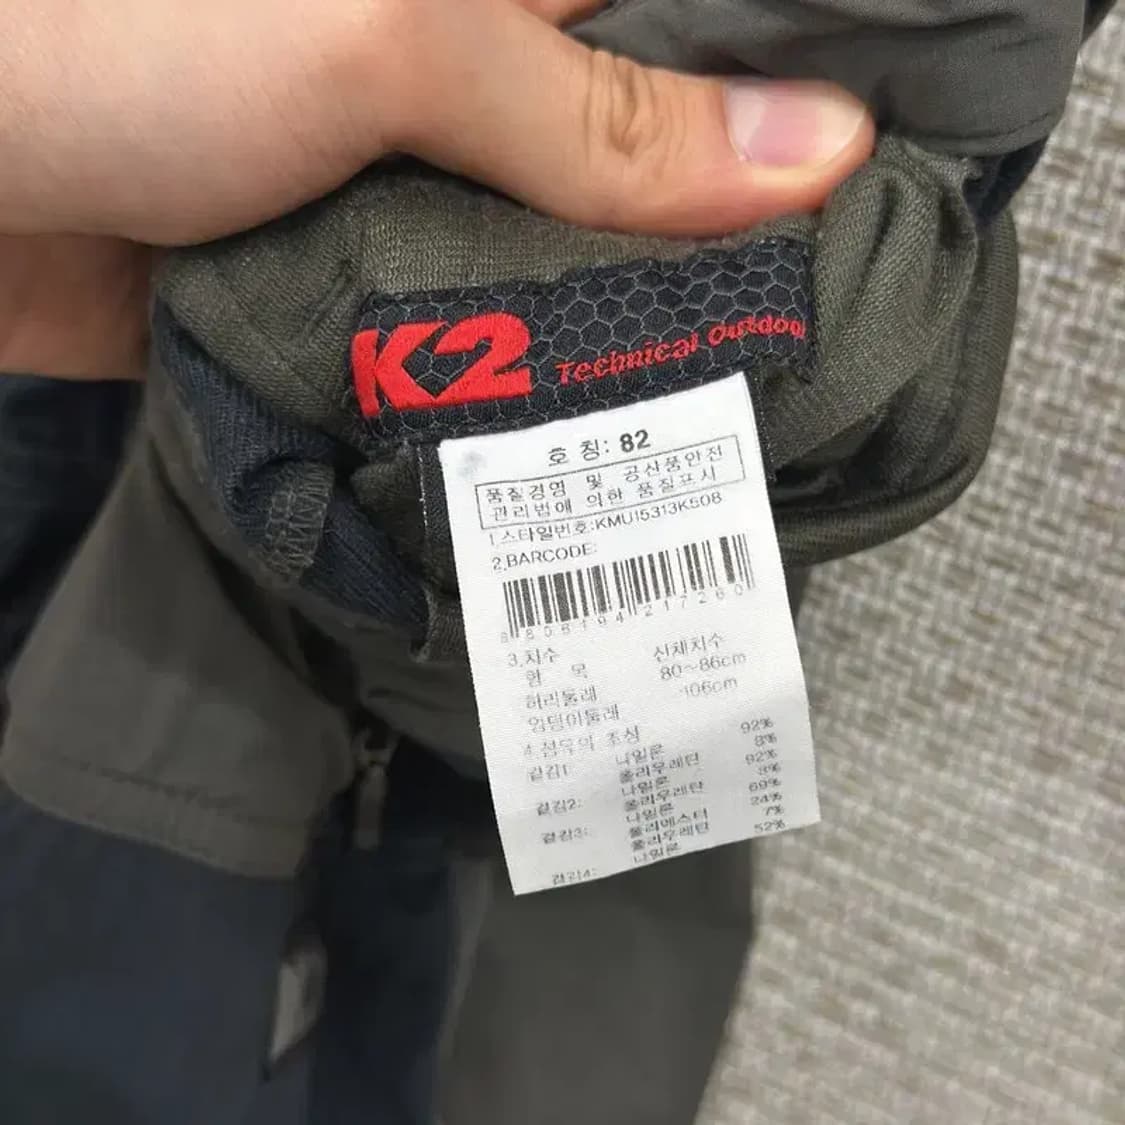 K2 Technical Outdoor
호 칭: 82
품질경영 및 공산품안전
관리법에 의한 품질표시
1.스타일번호:KMU15313K508
2.BARCODE:
8 806194 217260
3.치수
항 목 신체치수
허리둘레 80~86cm
엉덩이둘레 106cm
4.섬유의 조성
겉감1: 나일론 92%
폴리우레탄 8%
겉감2: 나일론 92%
폴리우레탄
겉감3: 나일론 69%
폴리에스터 24%
폴리우레탄 7%
겉감4: 나일론 52%